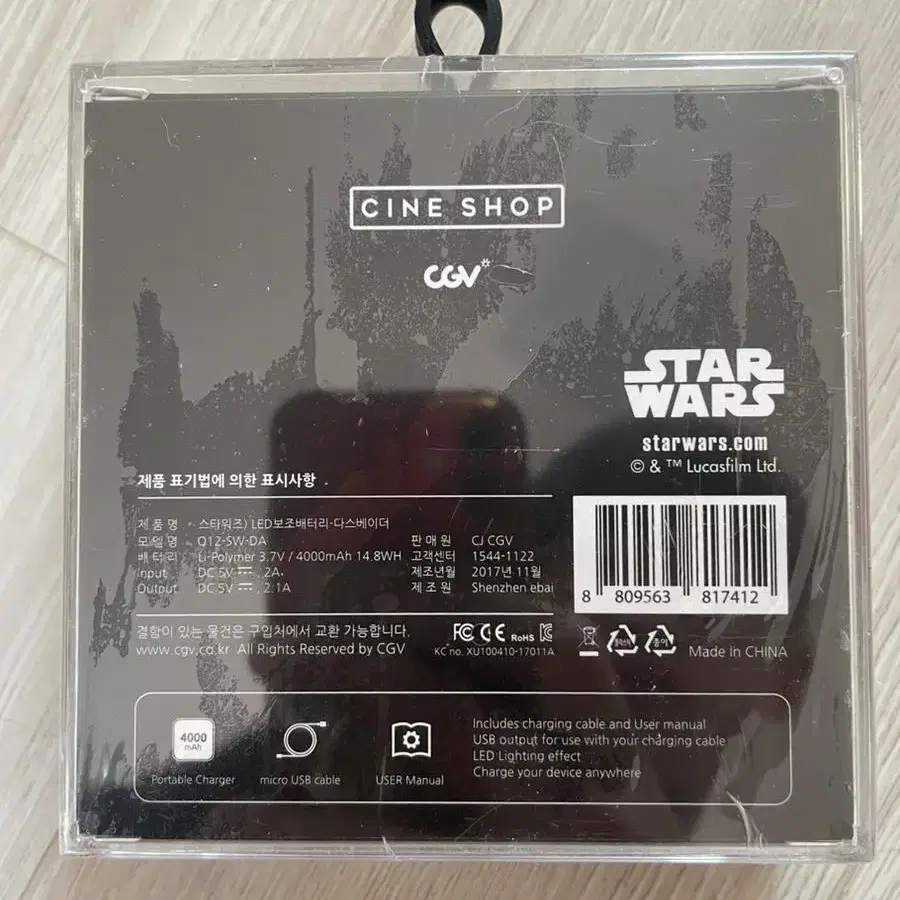 CINE SHOP
CGV
STAR
WARS
starwars.com
© & ™ Lucasfilm Ltd.
제품 표기법에 의한 표시사항
제 품 명 스타워즈) LED보조배터리-다스베이더
모 델 명 Q12-SW-DA
배 터 리 Li-Polymer 3.7V / 4000mAh 14.8WH
Input DC 5V ⎓, 2A
Output DC 5V ⎓, 2.1A
판 매 원 CJ CGV
고객센터 1544-1122
제조년월 2017년 11월
제 조 원 Shenzhen ebai
8 809563 817412
결함이 있는 물건은 구입처에서 교환 가능합니다.
www.cgv.co.kr All Rights Reserved by CGV
FC CE RoHS KC
KC no. XU100410-17011A
종이
Made in CHINA
4000
mAh
Portable Charger
micro USB cable
USER Manual
Includes charging cable and User manual
USB output for use with your charging cable
LED Lighting effect
Charge your device anywhere